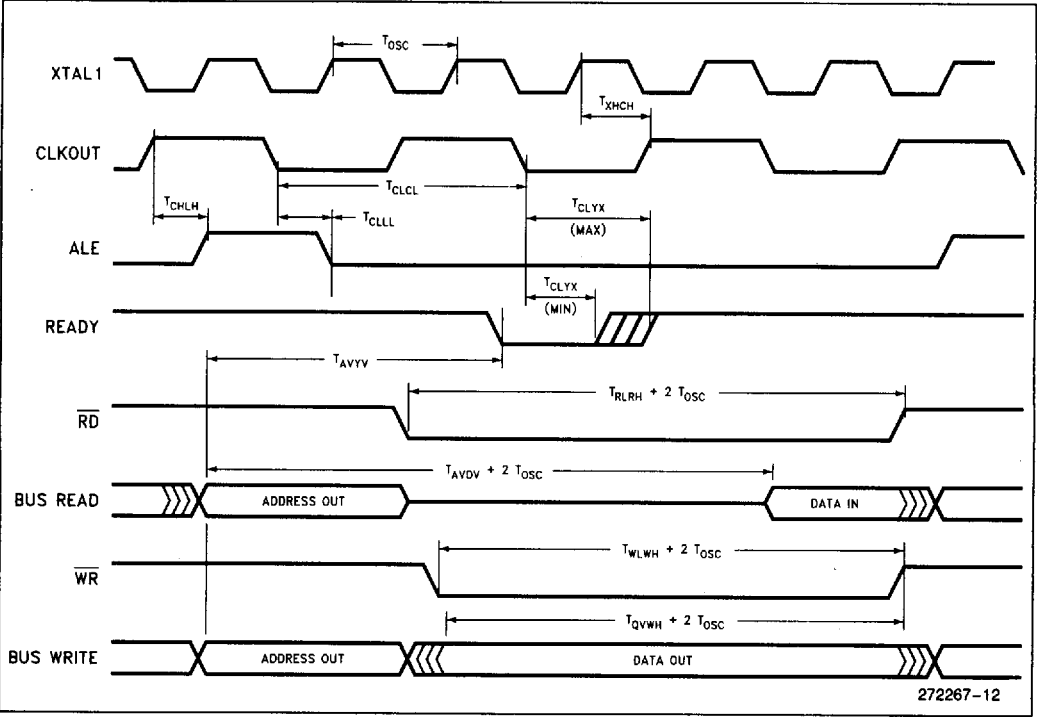 T_OSC
XTAL1
T_XHCH
CLKOUT
T_CLCL
T_CHLH
T_CLLL
T_CLYX
(MAX)
ALE
T_CLYX
(MIN)
READY
T_AVYV
T_RLRH + 2 T_OSC
RD
T_AVDV + 2 T_OSC
BUS READ
ADDRESS OUT
DATA IN
T_WLWH + 2 T_OSC
WR
T_QVWH + 2 T_OSC
BUS WRITE
ADDRESS OUT
DATA OUT
272267-12